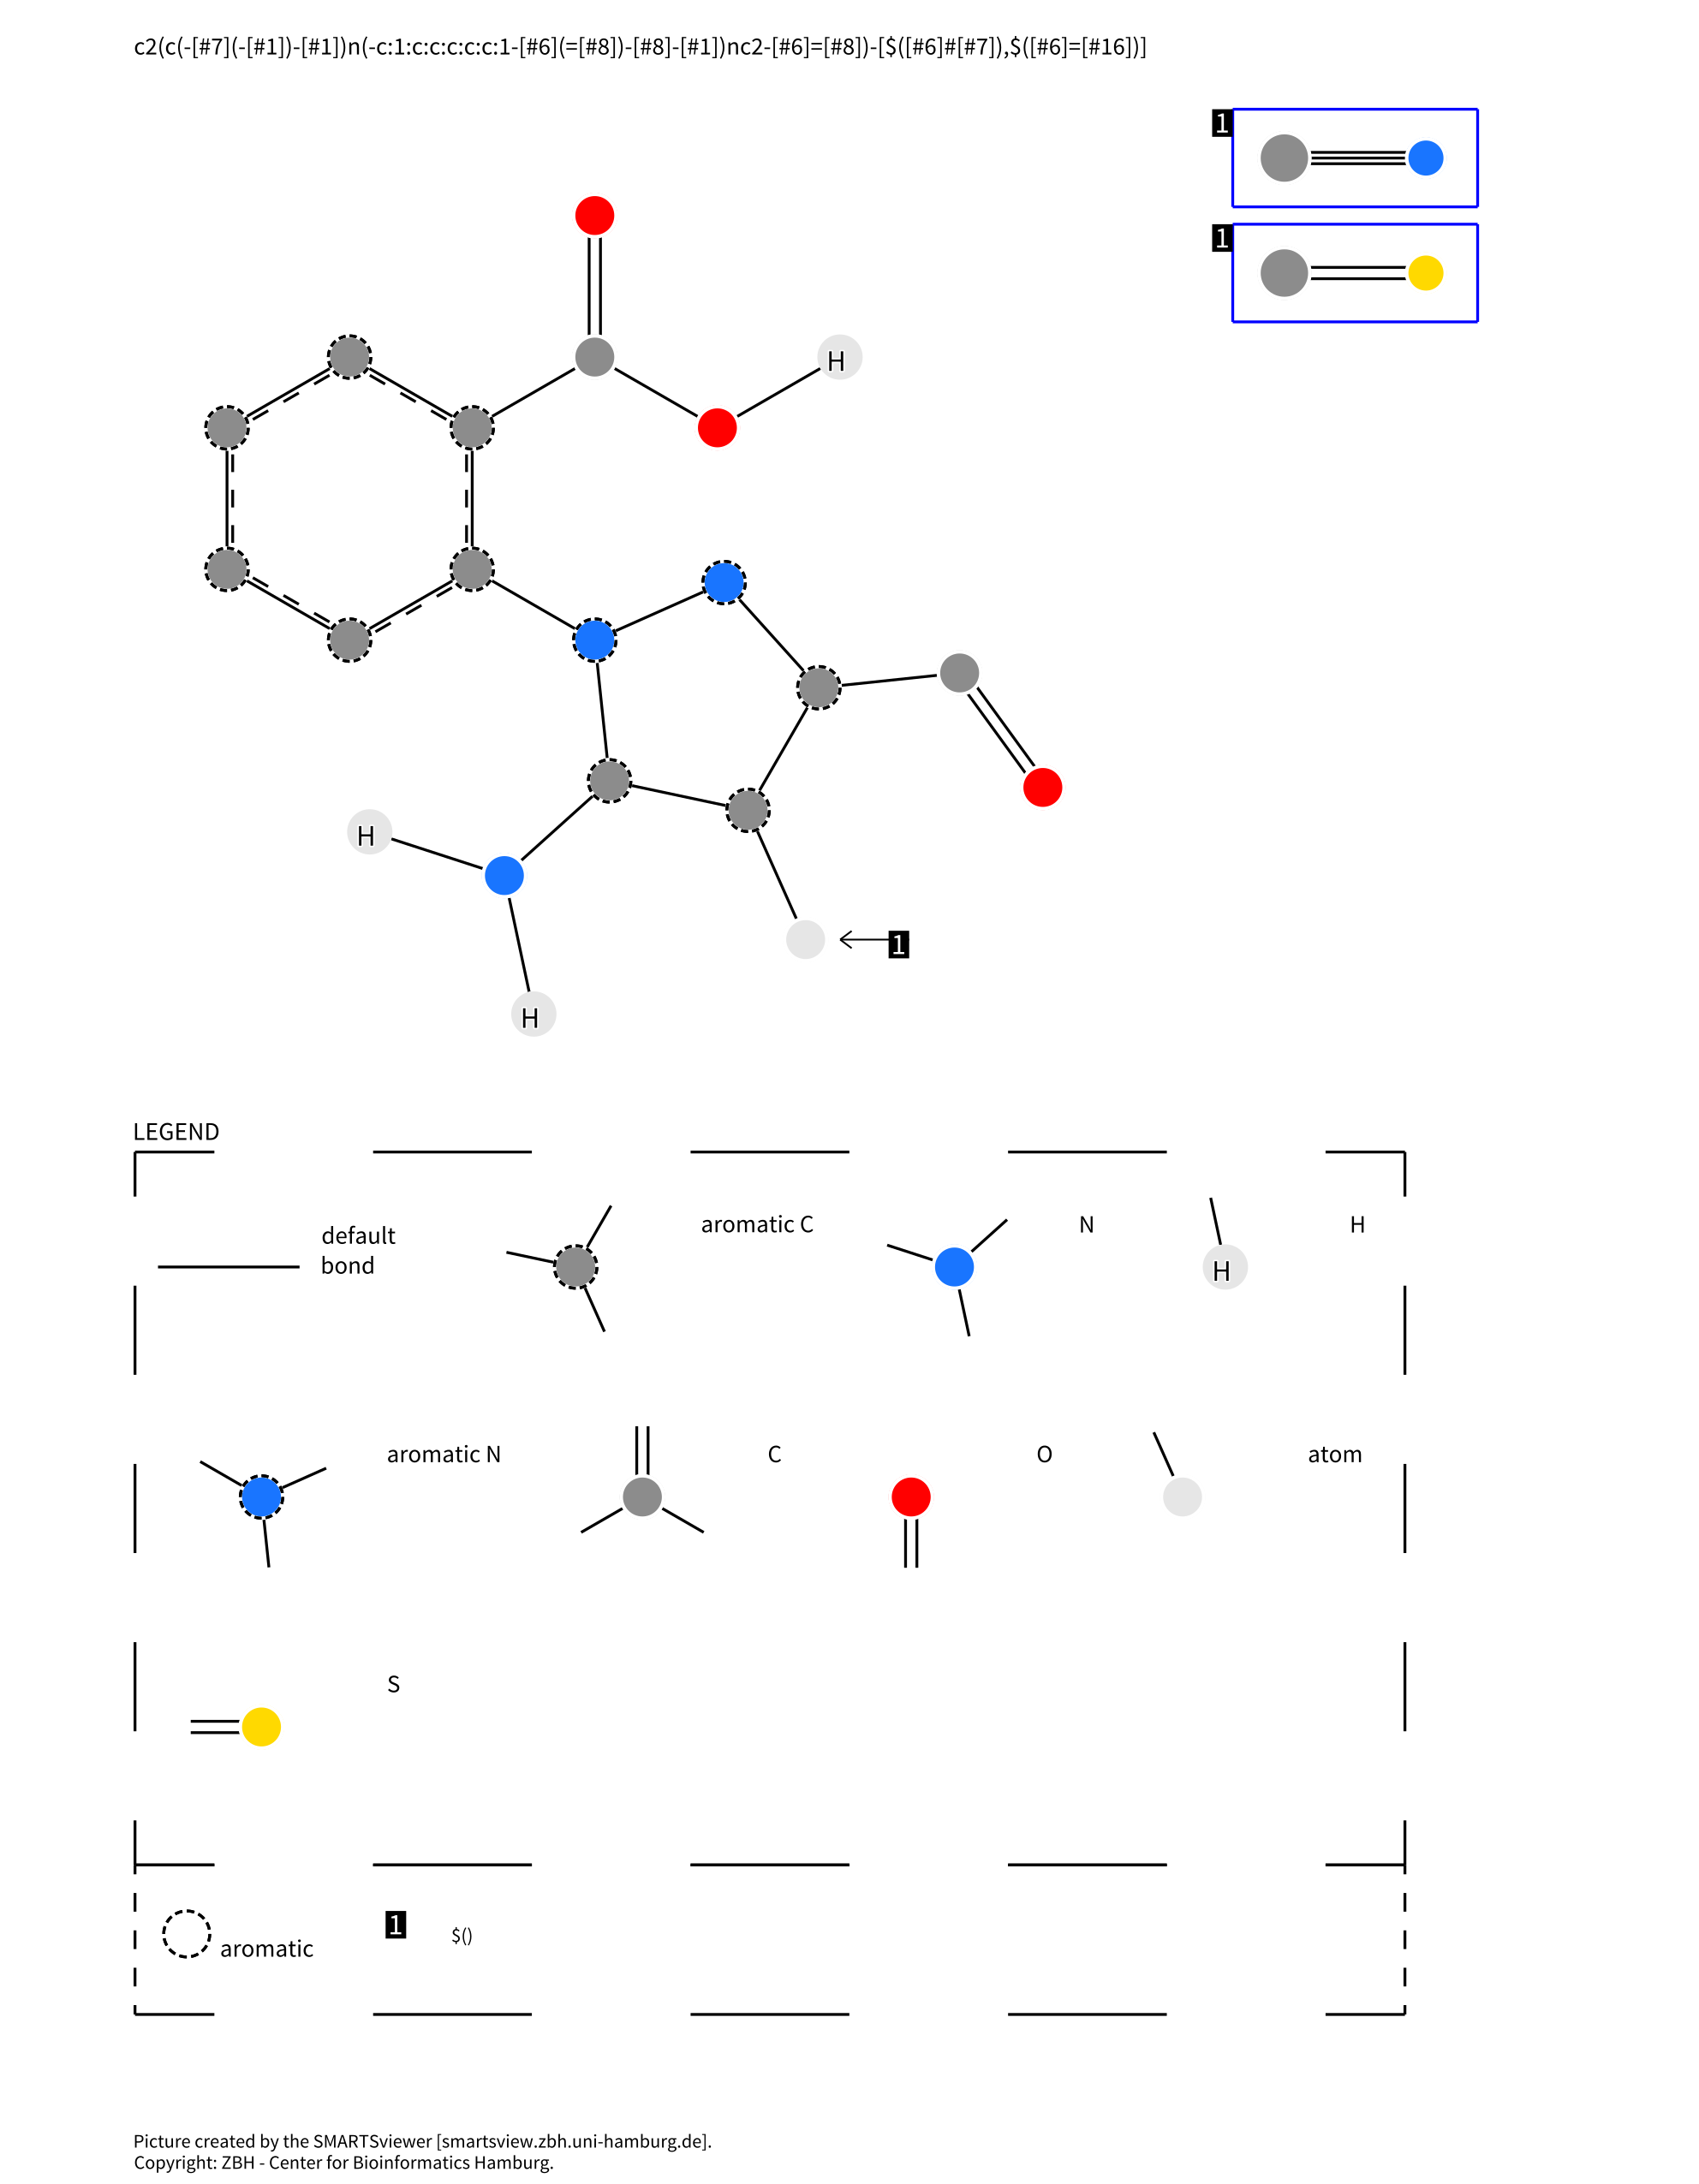 c2(c(-[#7](-[#1])-[#1])n(-c:1:c:c:c:c:c:1-[#6](=[#8])-[#8]-[#1])nc2-[#6]=[#8])-[$([#6]#[#7]),$([#6]=[#16])]
1
1
H
H
1
H
LEGEND
default
bond
aromatic C
N
H
H
aromatic N
C
O
atom
S
aromatic
1
$()
Picture created by the SMARTSviewer [smartsview.zbh.uni-hamburg.de].
Copyright: ZBH - Center for Bioinformatics Hamburg.